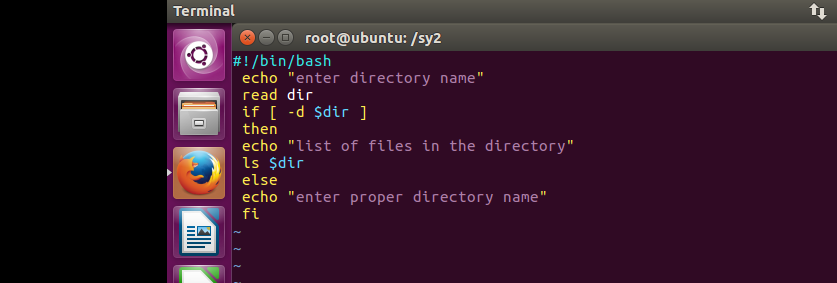 Terminal
root@ubuntu: /sy2
#!/bin/bash
echo "enter directory name"
read dir
if [ -d $dir ]
then
echo "list of files in the directory"
ls $dir
else
echo "enter proper directory name"
fi
~
~
~
~